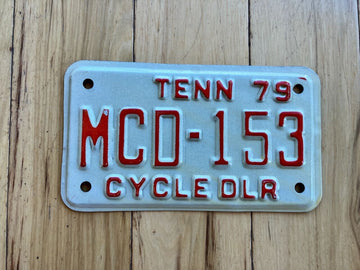 TENN 79
MCD-153
CYCLE DLR